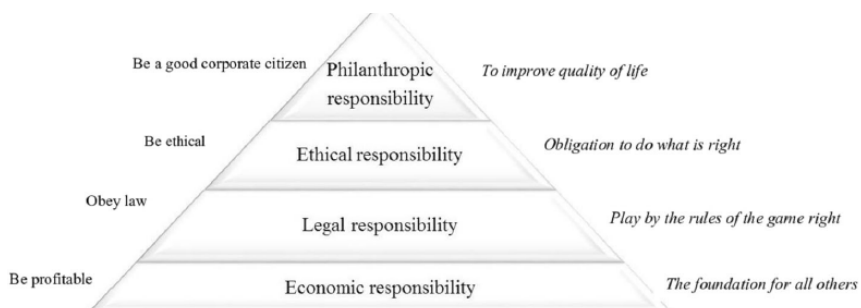 Be a good corporate citizen
Philanthropic
responsibility
To improve quality of life
Be ethical
Ethical responsibility
Obligation to do what is right
Obey law
Legal responsibility
Play by the rules of the game right
Be profitable
Economic responsibility
The foundation for all others